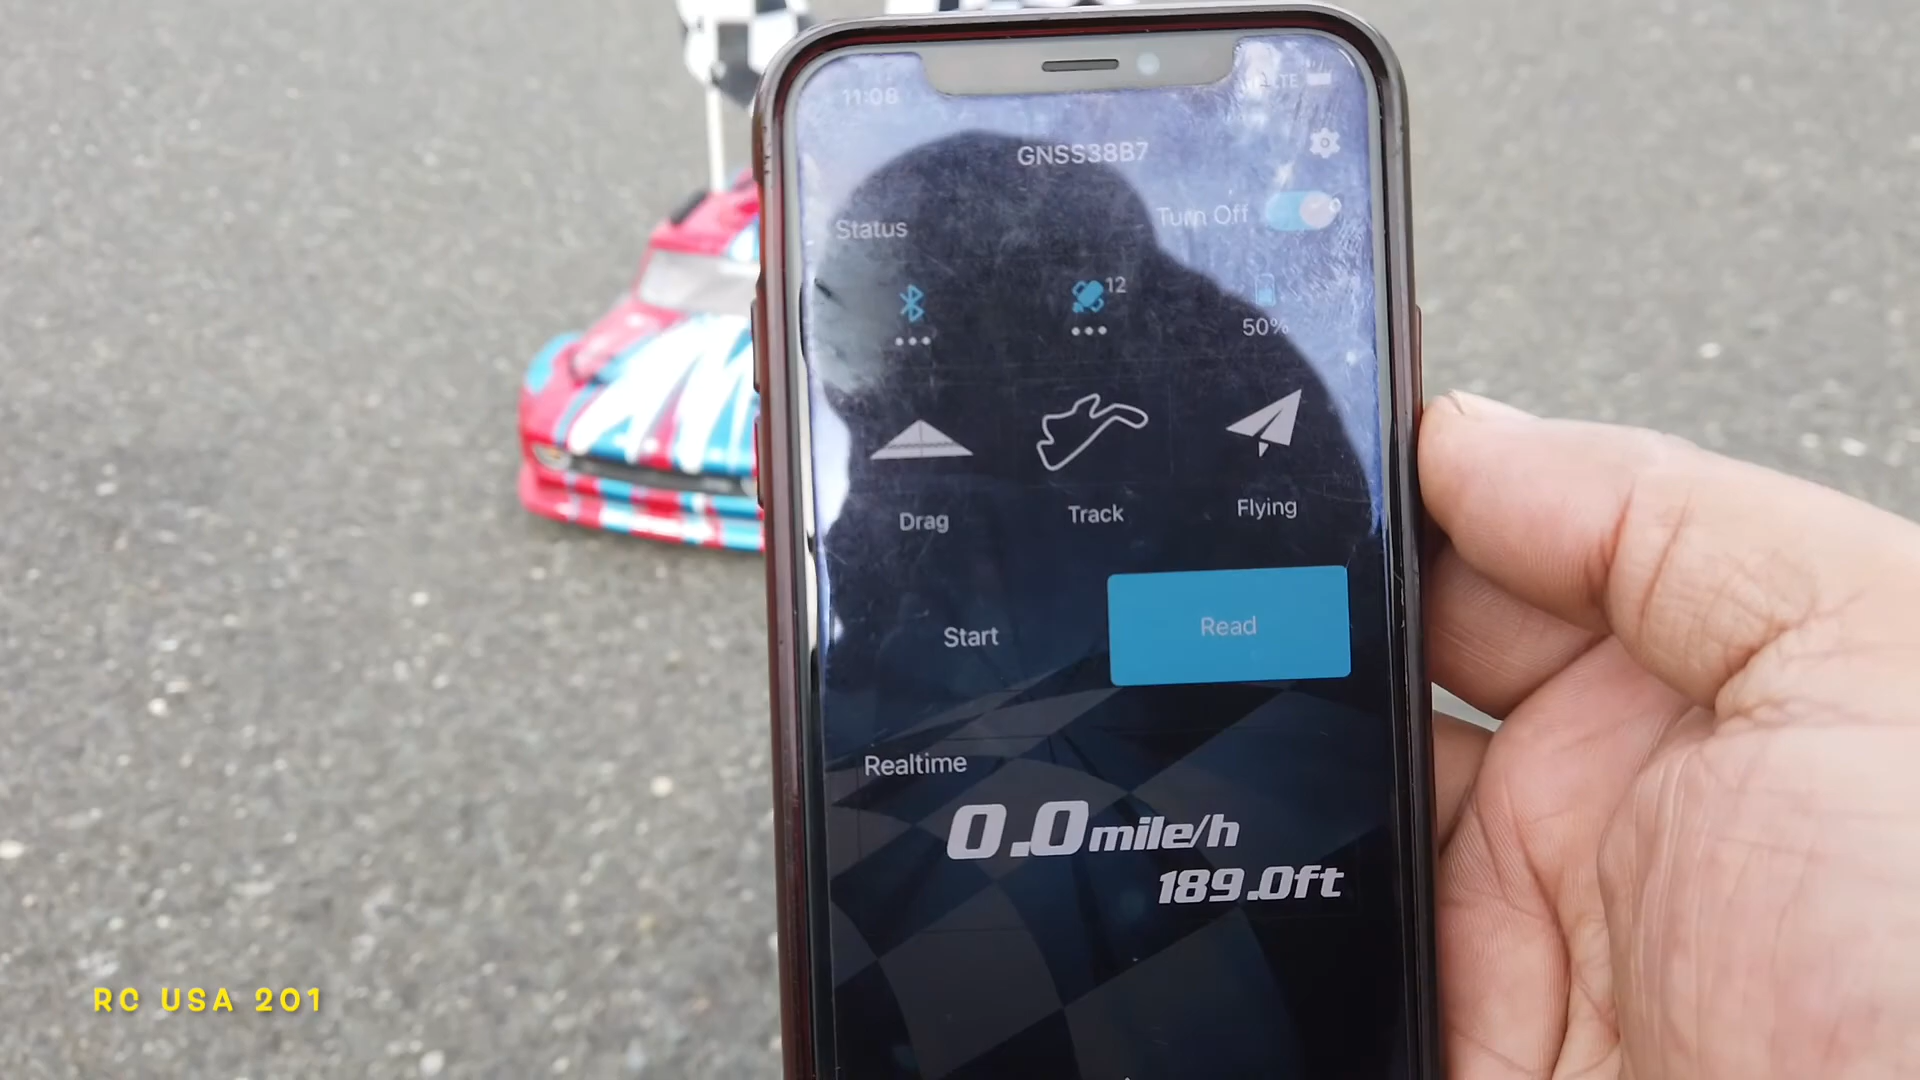 11:08
LTE
GNSS38B7
Status
Turn Off
12
50%
Drag
Track
Flying
Start
Read
Realtime
0.0mile/h
189.0ft
RC USA 201